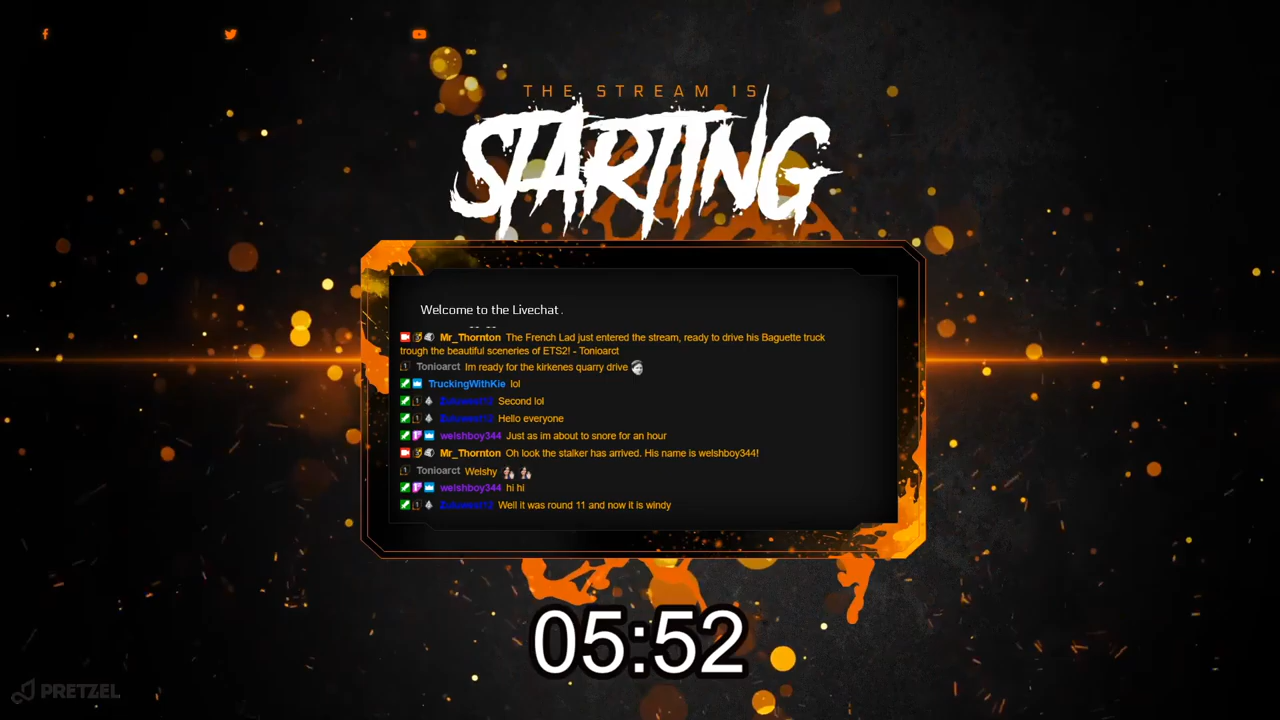 THE STREAM IS
STARTING
Welcome to the Livechat.
Mr_Thornton The French Lad just entered the stream, ready to drive his Baguette truck
trough the beautiful sceneries of ETS2! - Tonioarct
Tonioarct Im ready for the kirkenes quarry drive
TruckingWithKie lol
Second lol
Hello everyone
welshboy344 Just as im about to snore for an hour
Mr_Thornton Oh look the stalker has arrived. His name is welshboy344!
Tonioarct Welshy
welshboy344 hi hi
Well it was round 11 and now it is windy
05:52
PRETZEL